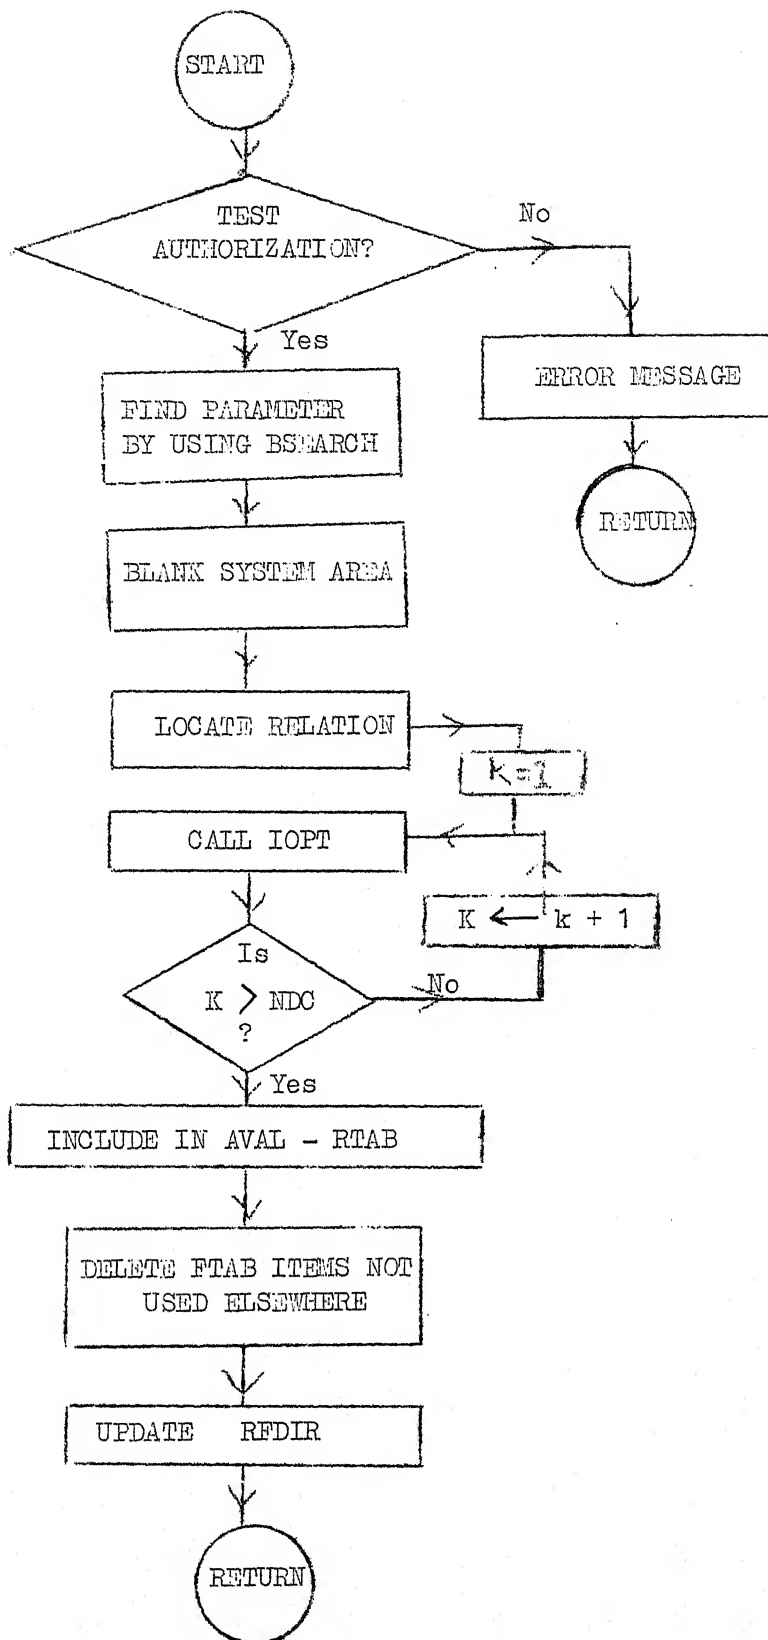 START
TEST
AUTHORIZATION?
No
Yes
ERROR MESSAGE
RETURN
FIND PARAMETER
BY USING BSEARCH
BLANK SYSTEM AREA
LOCATE RELATION
K=1
CALL IOPT
K ← k + 1
Is
K > NDC
?
No
Yes
INCLUDE IN AVAL - RTAB
DELETE FTAB ITEMS NOT
USED ELSEWHERE
UPDATE RFDIR
RETURN